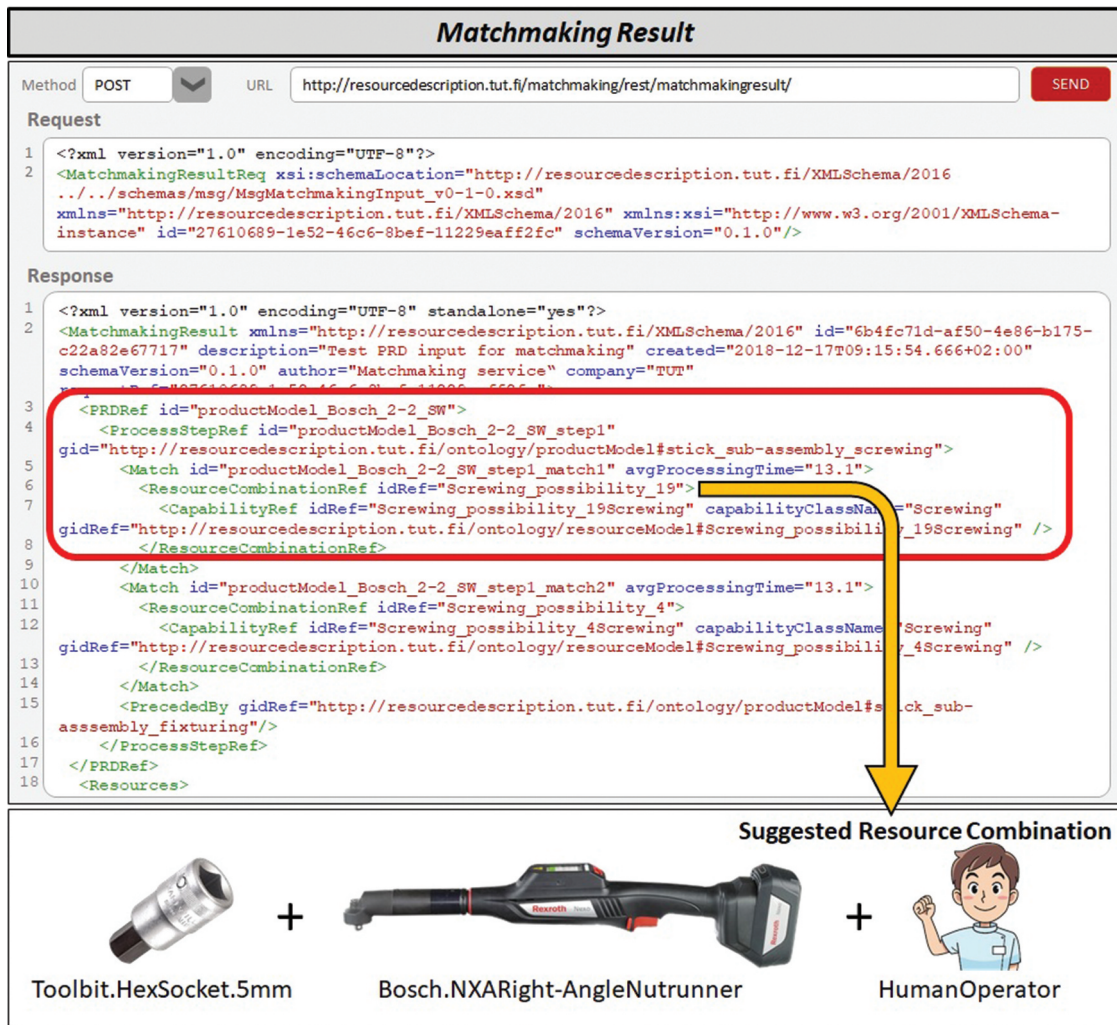 Matchmaking Result
Method POST URL http://resourcedescription.tut.fi/matchmaking/rest/matchmakingresult/ SEND
Request
1 <?xml version="1.0" encoding="UTF-8"?>
2 <MatchmakingResultReq xsi:schemaLocation="http://resourcedescription.tut.fi/XMLSchema/2016
../../schemas/msg/MsgMatchmakingInput_v0-1-0.xsd"
xmlns="http://resourcedescription.tut.fi/XMLSchema/2016" xmlns:xsi="http://www.w3.org/2001/XMLSchema-
instance" id="27610689-1e52-46c6-8bef-11229eaff2fc" schemaVersion="0.1.0"/>
Response
1 <?xml version="1.0" encoding="UTF-8" standalone="yes"?>
2 <MatchmakingResult xmlns="http://resourcedescription.tut.fi/XMLSchema/2016" id="6b4fc71d-af50-4e86-b175-
c22a82e67717" description="Test PRD input for matchmaking" created="2018-12-17T09:15:54.666+02:00"
schemaVersion="0.1.0" author="Matchmaking service“ company="TUT"
3 <PRDRef id="productModel_Bosch_2-2_SW">
4 <ProcessStepRef id="productModel_Bosch_2-2_SW_step1"
gid="http://resourcedescription.tut.fi/ontology/productModel#stick_sub-assembly_screwing">
5 <Match id="productModel_Bosch_2-2_SW_step1_match1" avgProcessingTime="13.1">
6 <ResourceCombinationRef idRef="Screwing_possibility_19">
7 <CapabilityRef idRef="Screwing_possibility_19Screwing" capabilityClassName="Screwing"
gidRef="http://resourcedescription.tut.fi/ontology/resourceModel#Screwing_possibility_19Screwing" />
8 </ResourceCombinationRef>
9 </Match>
10 <Match id="productModel_Bosch_2-2_SW_step1_match2" avgProcessingTime="13.1">
11 <ResourceCombinationRef idRef="Screwing_possibility_4">
12 <CapabilityRef idRef="Screwing_possibility_4Screwing" capabilityClassName="Screwing"
gidRef="http://resourcedescription.tut.fi/ontology/resourceModel#Screwing_possibility_4Screwing" />
13 </ResourceCombinationRef>
14 </Match>
15 <PrecededBy gidRef="http://resourcedescription.tut.fi/ontology/productModel#stick_sub-
asssembly_fixturing"/>
16 </ProcessStepRef>
17 </PRDRef>
18 <Resources>
Suggested Resource Combination
Rexroth
Rexroth
+ +
Toolbit.HexSocket.5mm Bosch.NXARight-AngleNutrunner HumanOperator